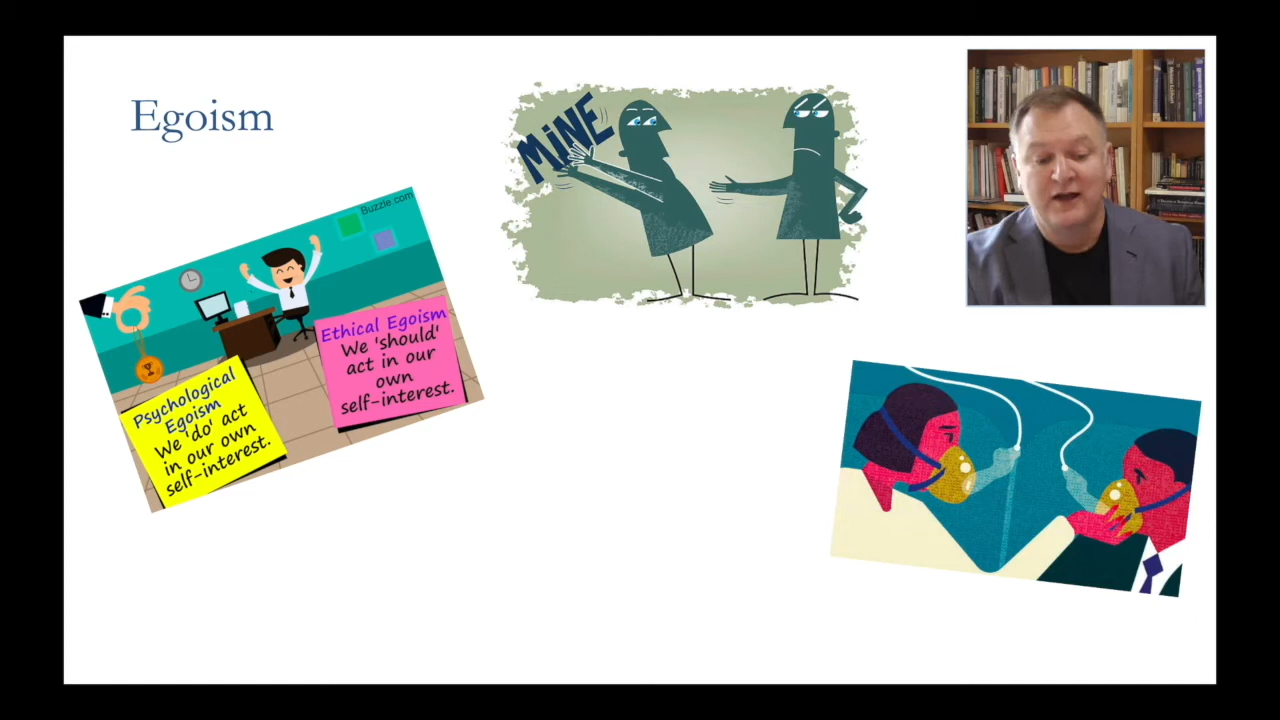 Egoism
MiNE
Buzzle.com
Ethical Egoism
We 'should'
act in our
own
self-interest.
Psychological
Egoism
We 'do' act
in our own
self-interest.